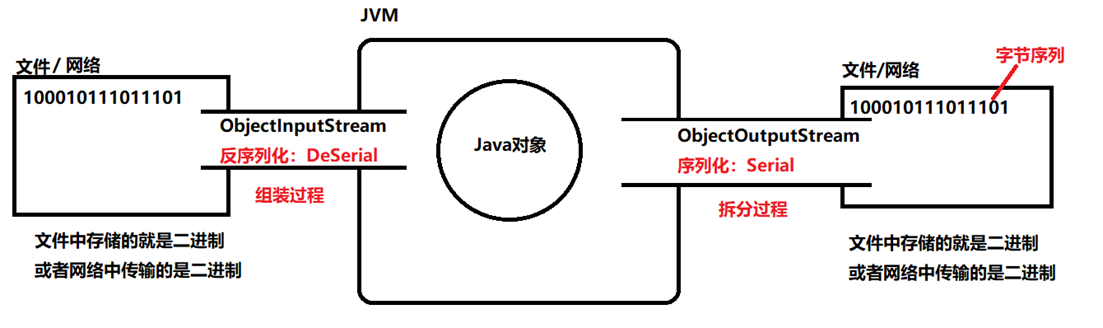 JVM
文件 / 网络
100010111011101
ObjectInputStream
反序列化：DeSerial
组装过程
文件中存储的就是二进制
或者网络中传输的是二进制
Java对象
ObjectOutputStream
序列化：Serial
拆分过程
字节序列
文件/网络
100010111011101
文件中存储的就是二进制
或者网络中传输的是二进制